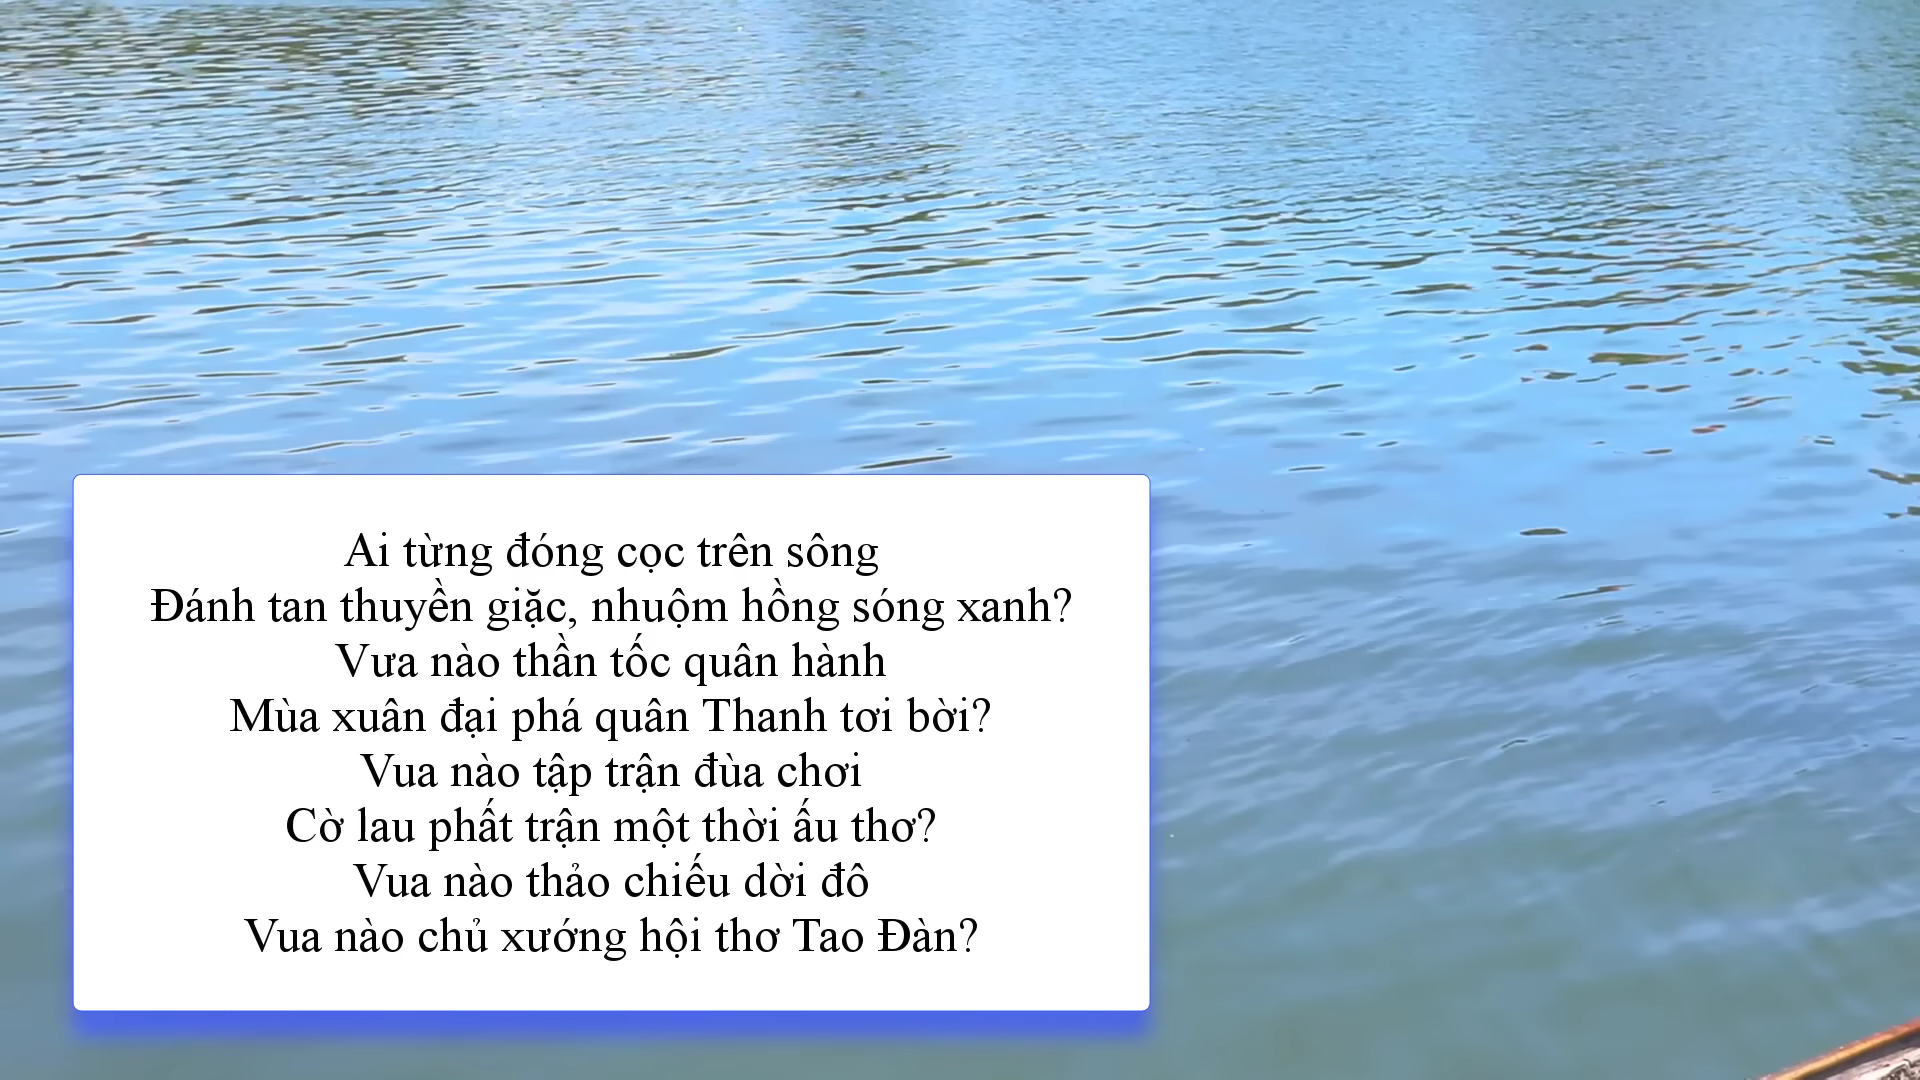 Ai từng đóng cọc trên sông
Đánh tan thuyền giặc, nhuộm hồng sóng xanh?
Vưa nào thần tốc quân hành
Mùa xuân đại phá quân Thanh tơi bời?
Vua nào tập trận đùa chơi
Cờ lau phất trận một thời ấu thơ?
Vua nào thảo chiếu dời đô
Vua nào chủ xướng hội thơ Tao Đàn?